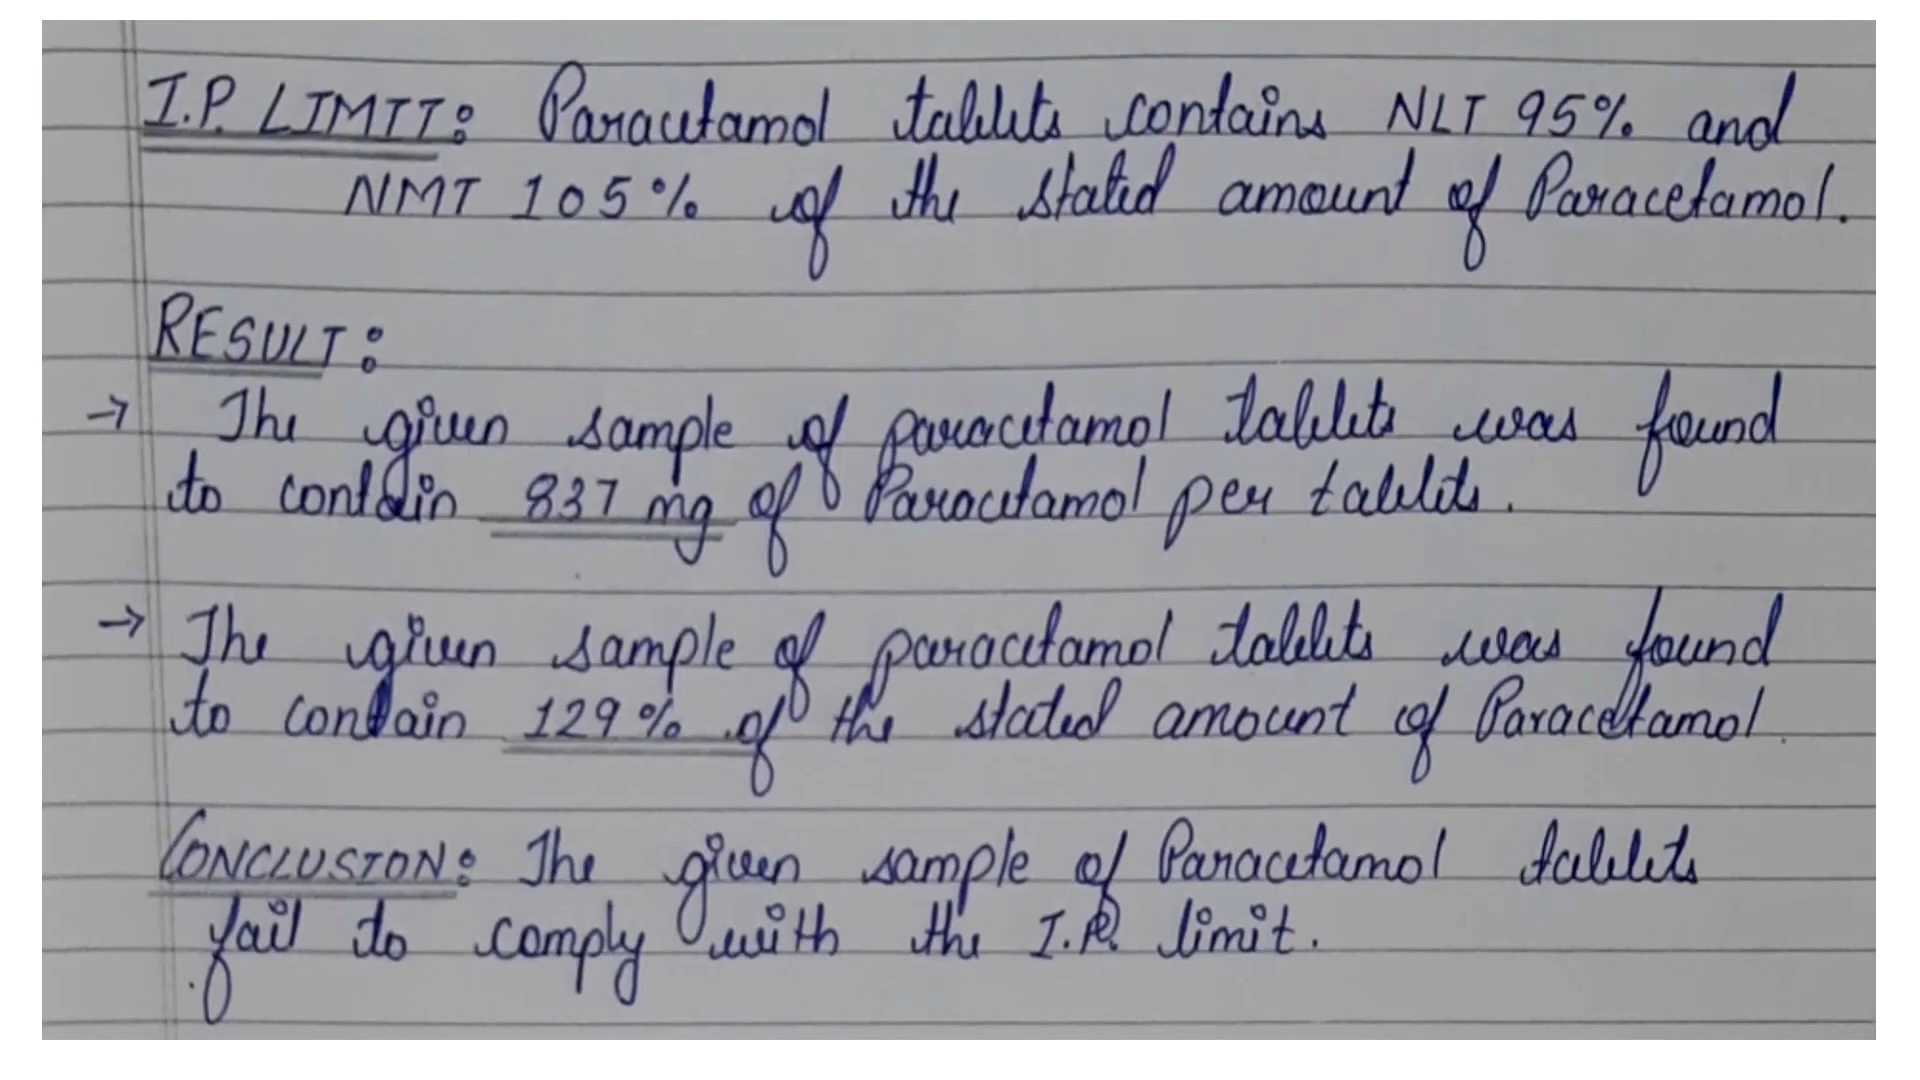 I.P. LIMIT: Paracetamol tablets contains NLT 95% and
NMT 105% of the stated amount of Paracetamol.
RESULT:
→ The given sample of paracetamol tablets was found
to contain 837 mg of Paracetamol per tablets.
→ The given sample of paracetamol tablets was found
to contain 129% of the stated amount of Paracetamol.
CONCLUSION: The given sample of Paracetamol tablets
fail to comply with the I.P. limit.